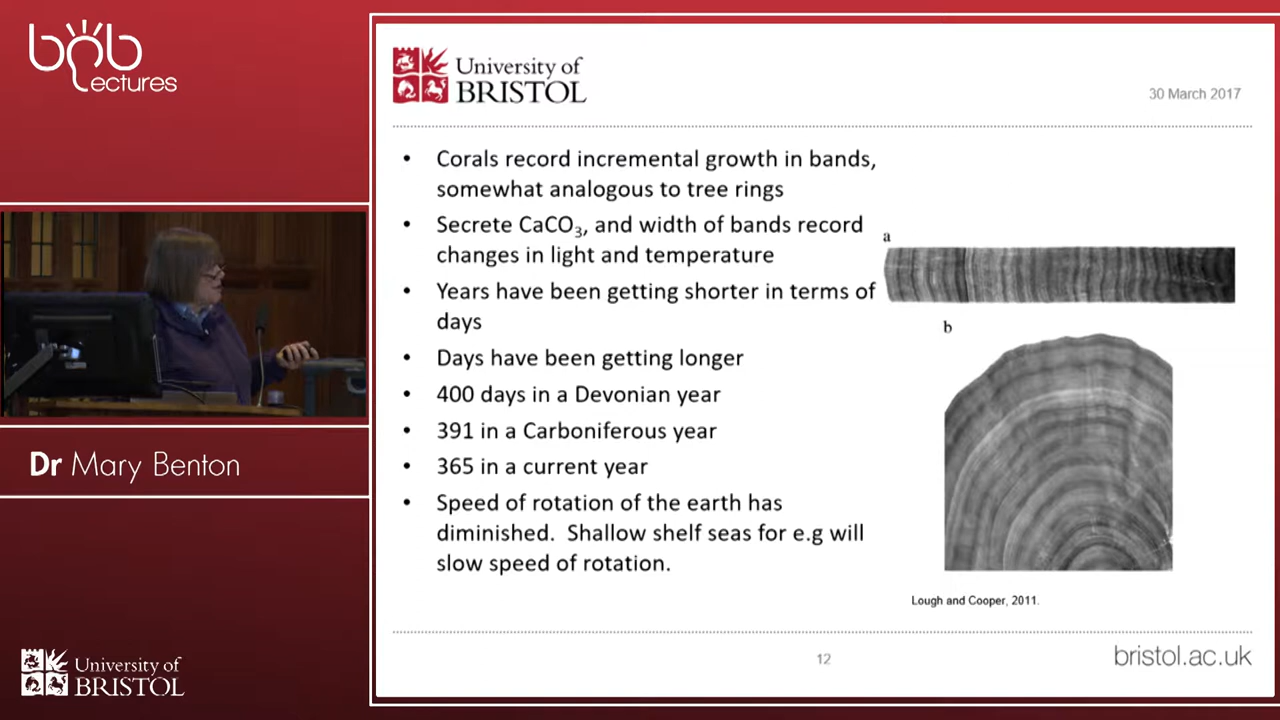 bob
Lectures
University of
BRISTOL
30 March 2017
• Corals record incremental growth in bands,
somewhat analogous to tree rings
• Secrete CaCO₃, and width of bands record
changes in light and temperature
• Years have been getting shorter in terms of
days
• Days have been getting longer
• 400 days in a Devonian year
• 391 in a Carboniferous year
• 365 in a current year
• Speed of rotation of the earth has
diminished. Shallow shelf seas for e.g will
slow speed of rotation.
a
b
Lough and Cooper, 2011.
12
bristol.ac.uk
Dr Mary Benton
University of
BRISTOL